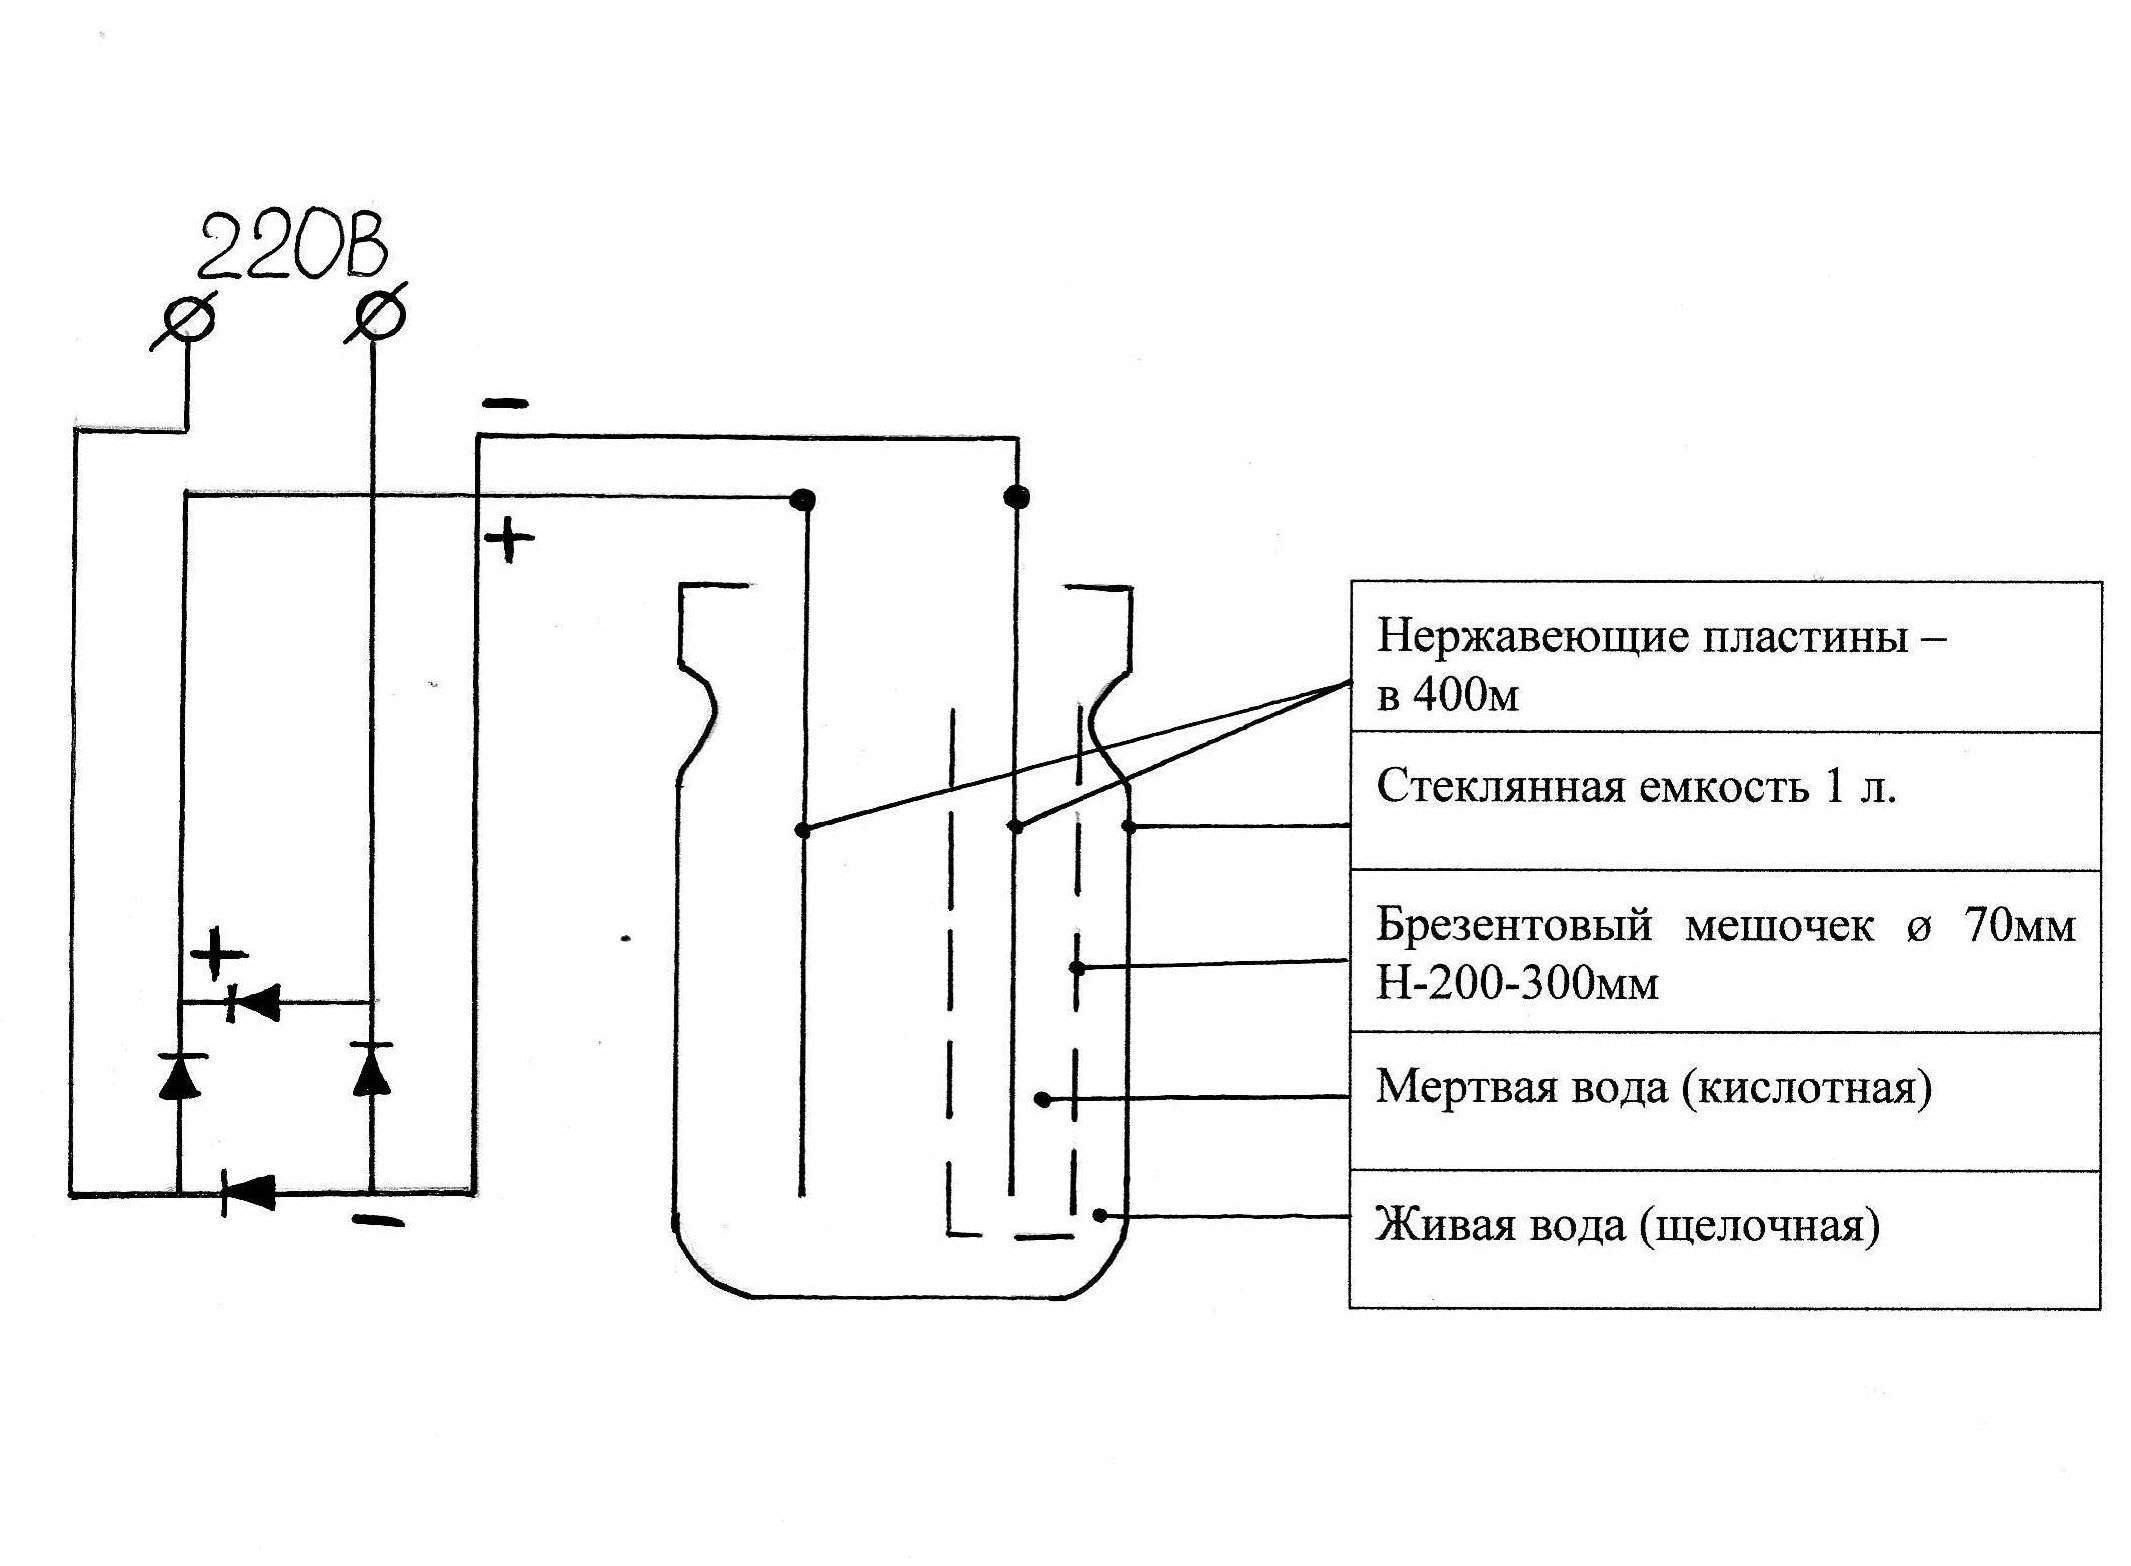 220В
−
+
+
−
Нержавеющие пластины –
в 400м
Стеклянная емкость 1 л.
Брезентовый мешочек ø 70мм
Н-200-300мм
Мертвая вода (кислотная)
Живая вода (щелочная)